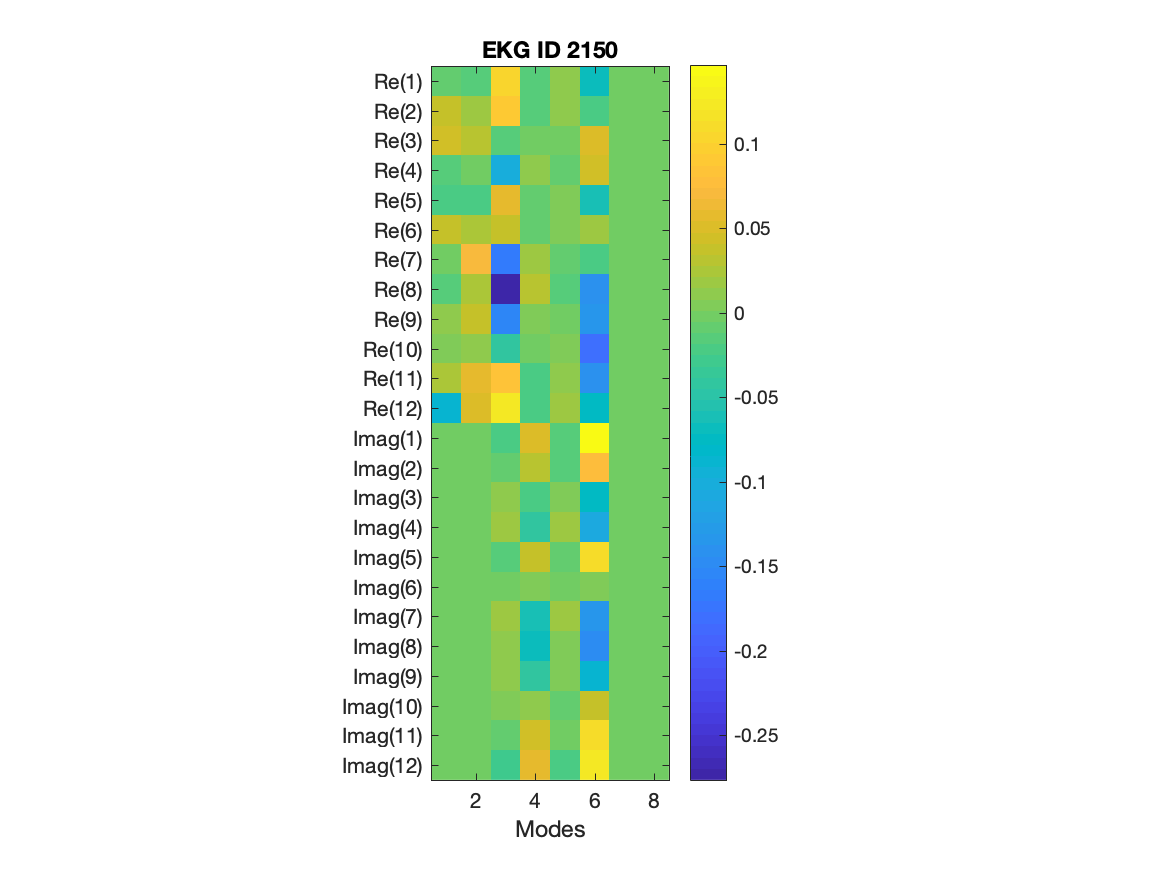 EKG ID 2150
Re(1)
Re(2)
Re(3)
Re(4)
Re(5)
Re(6)
Re(7)
Re(8)
Re(9)
Re(10)
Re(11)
Re(12)
Imag(1)
Imag(2)
Imag(3)
Imag(4)
Imag(5)
Imag(6)
Imag(7)
Imag(8)
Imag(9)
Imag(10)
Imag(11)
Imag(12)
2 4 6 8
Modes
0.1
0.05
0
-0.05
-0.1
-0.15
-0.2
-0.25